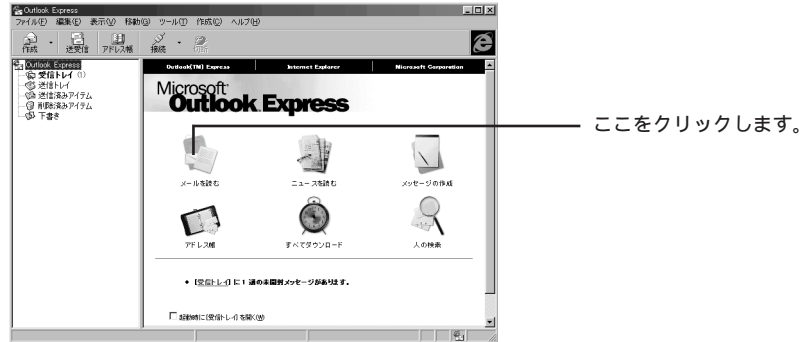 Outlook Express
ファイル(F) 編集(E) 表示(V) 移動(G) ツール(T) 作成(C) ヘルプ(H)
作成 送受信 アドレス帳 接続 切断
Outlook Express
受信トレイ (1)
送信トレイ
送信済みアイテム
削除済みアイテム
下書き
Outlook(TM) Express Internet Explorer Microsoft Corporation
Microsoft
Outlook Express
ここをクリックします。
メールを読む ニュースを読む メッセージの作成
アドレス帳 すべてダウンロード 人の検索
• [受信トレイ] に 1 通の未開封メッセージがあります。
起動時に[受信トレイ]を開く(W)